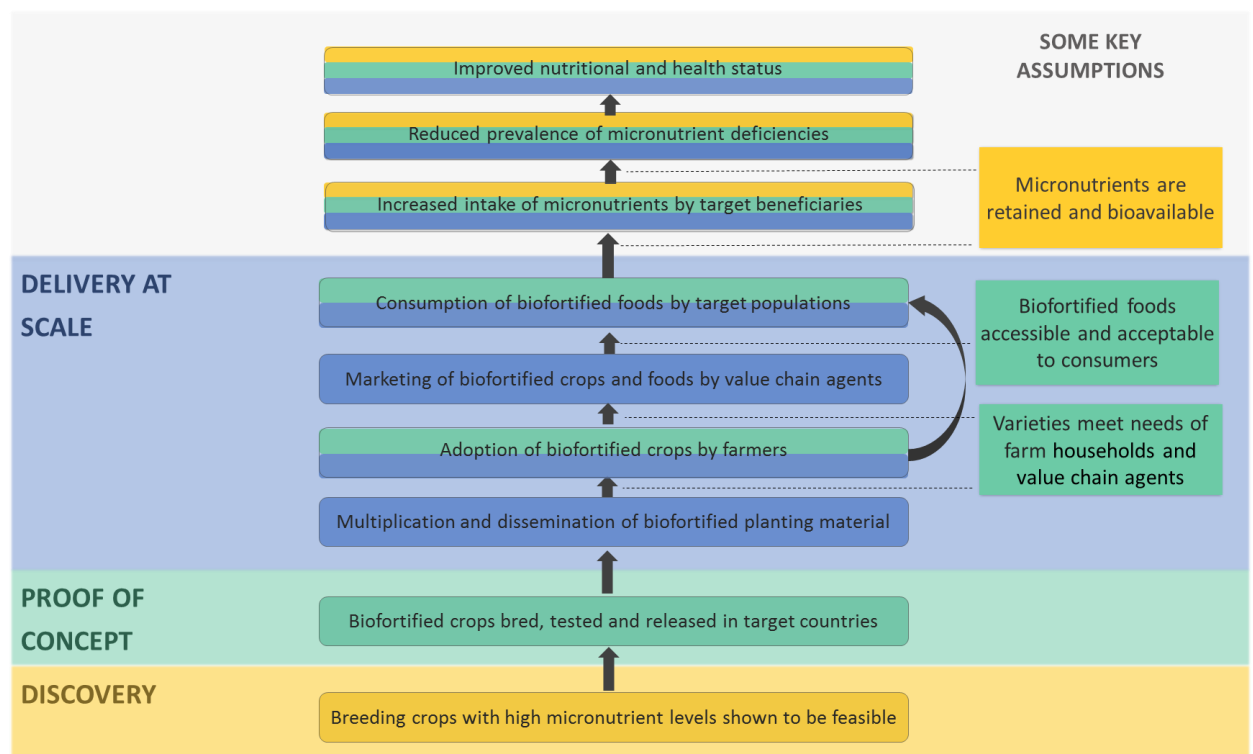 SOME KEY
ASSUMPTIONS
Improved nutritional and health status
Reduced prevalence of micronutrient deficiencies
Increased intake of micronutrients by target beneficiaries
Micronutrients are
retained and bioavailable
DELIVERY AT
SCALE
Consumption of biofortified foods by target populations
Marketing of biofortified crops and foods by value chain agents
Adoption of biofortified crops by farmers
Multiplication and dissemination of biofortified planting material
Biofortified foods
accessible and acceptable
to consumers
Varieties meet needs of
farm households and
value chain agents
PROOF OF
CONCEPT
Biofortified crops bred, tested and released in target countries
DISCOVERY
Breeding crops with high micronutrient levels shown to be feasible